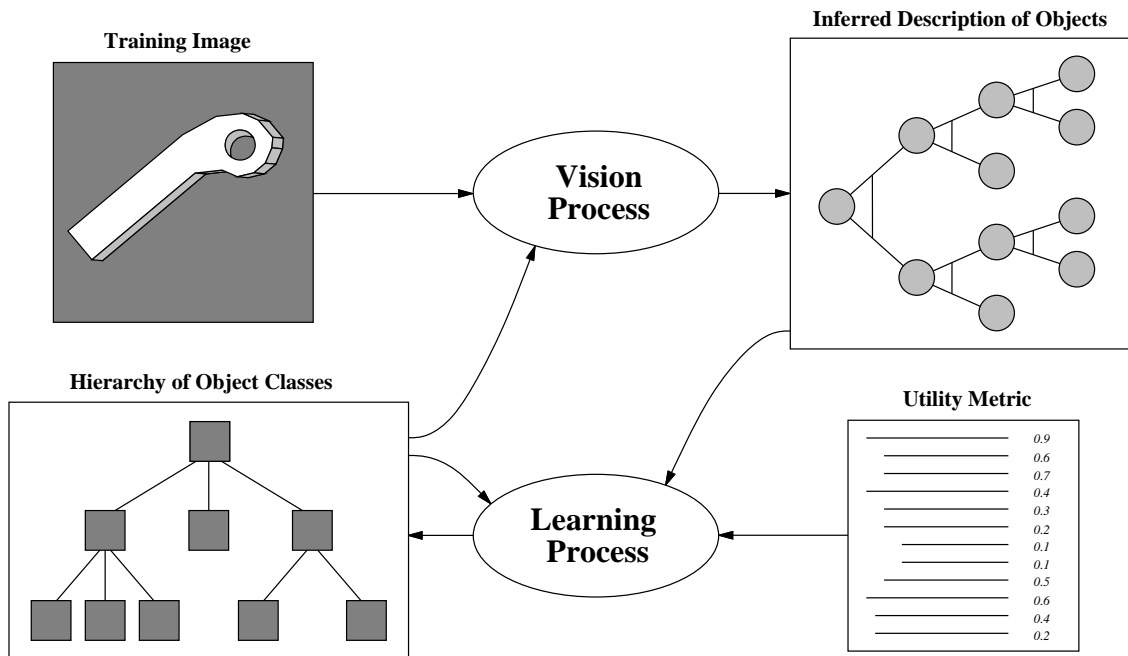 Training Image
Inferred Description of Objects
Vision
Process
Hierarchy of Object Classes
Utility Metric
Learning
Process
0.9
0.6
0.7
0.4
0.3
0.2
0.1
0.1
0.5
0.6
0.4
0.2